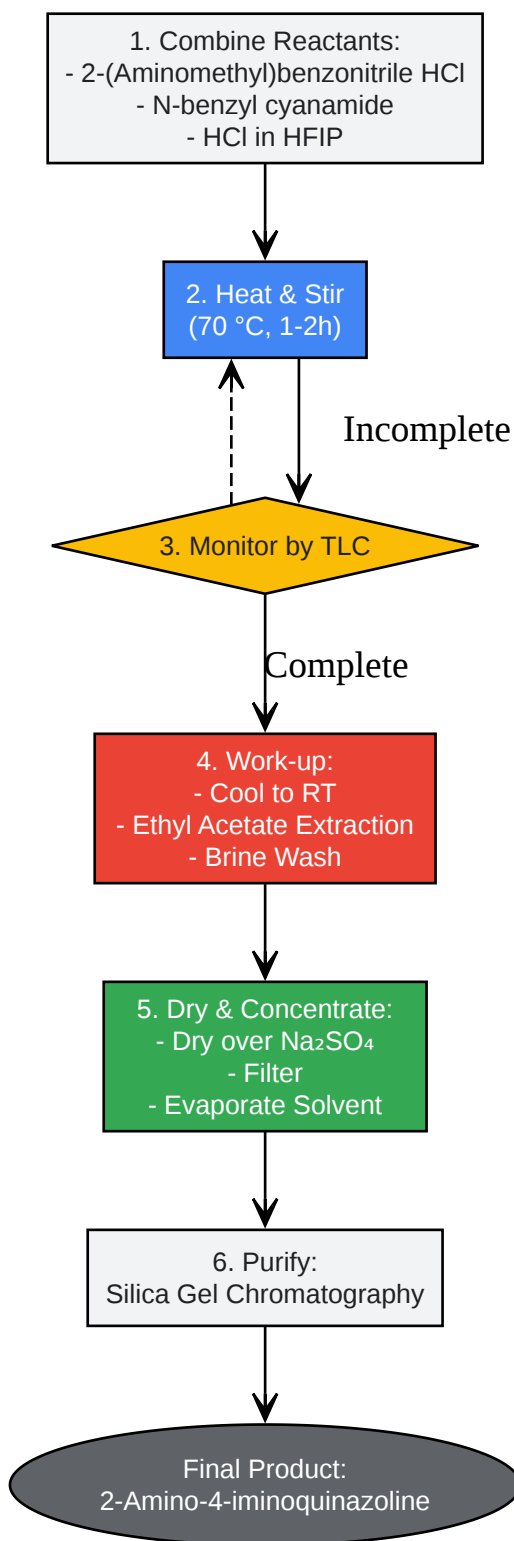 1. Combine Reactants:
- 2-(Aminomethyl)benzonitrile HCl
- N-benzyl cyanamide
- HCl in HFIP
2. Heat & Stir
(70 °C, 1-2h)
Incomplete
3. Monitor by TLC
Complete
4. Work-up:
- Cool to RT
- Ethyl Acetate Extraction
- Brine Wash
5. Dry & Concentrate:
- Dry over Na₂SO₄
- Filter
- Evaporate Solvent
6. Purify:
Silica Gel Chromatography
Final Product:
2-Amino-4-iminoquinazoline